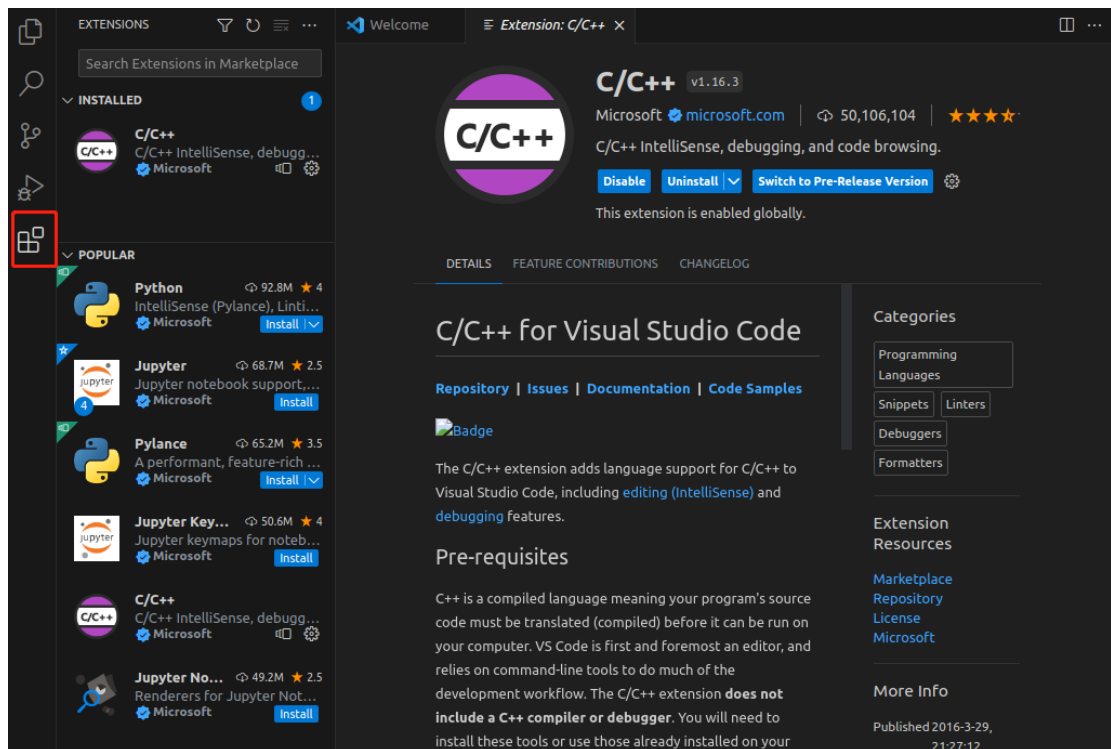 EXTENSIONS
Search Extensions in Marketplace
INSTALLED
1
C/C++
C/C++
C/C++ IntelliSense, debugg...
Microsoft
POPULAR
Python 92.8M 4
IntelliSense (Pylance), Linti...
Microsoft
Install
Jupyter 68.7M 2.5
jupyter
Jupyter notebook support,...
4
Microsoft
Install
Pylance 65.2M 3.5
A performant, feature-rich ...
Microsoft
Install
Jupyter Key... 50.6M 4
jupyter
Jupyter keymaps for noteb...
Microsoft
Install
C/C++
C/C++
C/C++ IntelliSense, debugg...
Microsoft
Jupyter No... 49.2M 2.5
Renderers for Jupyter Not...
Microsoft
Install
Welcome
Extension: C/C++
C/C++
C/C++ v1.16.3
Microsoft microsoft.com 50,106,104
C/C++ IntelliSense, debugging, and code browsing.
Disable Uninstall Switch to Pre-Release Version
This extension is enabled globally.
DETAILS FEATURE CONTRIBUTIONS CHANGELOG
C/C++ for Visual Studio Code
Repository | Issues | Documentation | Code Samples
Badge
The C/C++ extension adds language support for C/C++ to
Visual Studio Code, including editing (IntelliSense) and
debugging features.
Pre-requisites
C++ is a compiled language meaning your program's source
code must be translated (compiled) before it can be run on
your computer. VS Code is first and foremost an editor, and
relies on command-line tools to do much of the
development workflow. The C/C++ extension does not
include a C++ compiler or debugger. You will need to
install these tools or use those already installed on your
Categories
Programming
Languages
Snippets
Linters
Debuggers
Formatters
Extension
Resources
Marketplace
Repository
License
Microsoft
More Info
Published 2016-3-29,
21:27:12